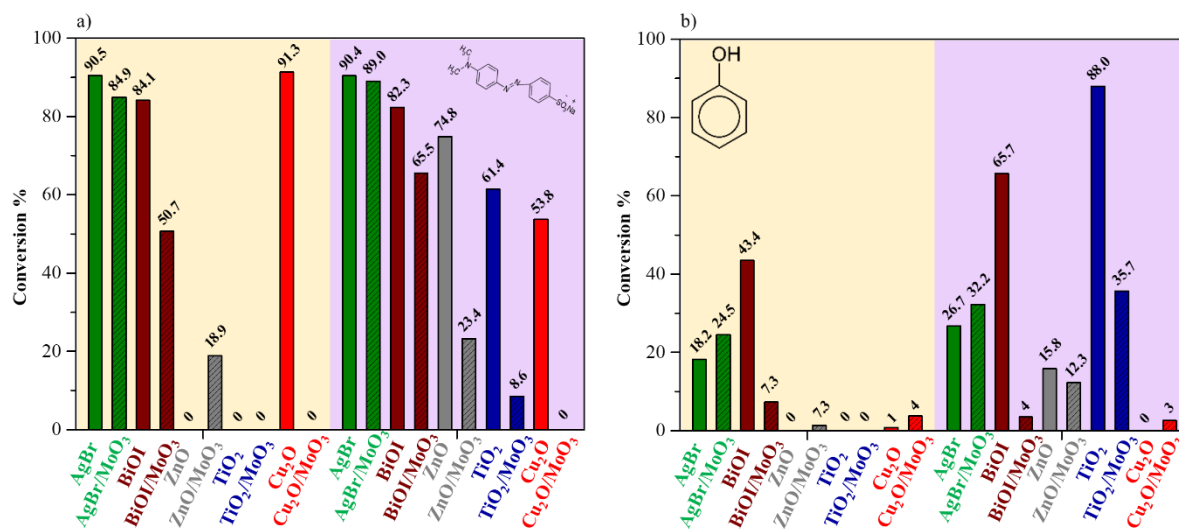 a)
Conversion %
100
80
60
40
20
0
90.5
84.9
84.1
50.7
0
18.9
0
0
91.3
0
90.4
89.0
82.3
65.5
74.8
23.4
61.4
8.6
53.8
0
H₃C
N
H₃C
N=N
SO₃Na
- +
AgBr
AgBr/MoO₃
BiOI
BiOI/MoO₃
ZnO
ZnO/MoO₃
TiO₂
TiO₂/MoO₃
Cu₂O
Cu₂O/MoO₃
AgBr
AgBr/MoO₃
BiOI
BiOI/MoO₃
ZnO
ZnO/MoO₃
TiO₂
TiO₂/MoO₃
Cu₂O
Cu₂O/MoO₃
b)
Conversion %
100
80
60
40
20
0
OH
18.2
24.5
43.4
7.3
0
7.3
0
0
1
4
26.7
32.2
65.7
4
15.8
12.3
88.0
35.7
0
3
AgBr
AgBr/MoO₃
BiOI
BiOI/MoO₃
ZnO
ZnO/MoO₃
TiO₂
TiO₂/MoO₃
Cu₂O
Cu₂O/MoO₃
AgBr
AgBr/MoO₃
BiOI
BiOI/MoO₃
ZnO
ZnO/MoO₃
TiO₂
TiO₂/MoO₃
Cu₂O
Cu₂O/MoO₃